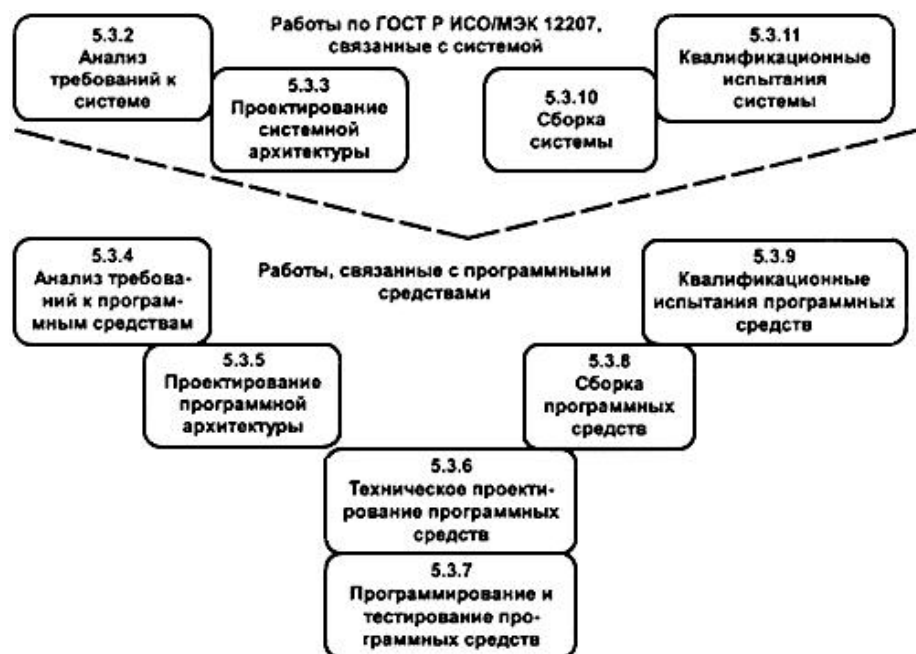 Работы по ГОСТ Р ИСО/МЭК 12207,
связанные с системой
5.3.2
Анализ
требований к
системе
5.3.3
Проектирование
системной
архитектуры
5.3.10
Сборка
системы
5.3.11
Квалификационные
испытания
системы
Работы, связанные с программными
средствами
5.3.4
Анализ требова-
ний к програм-
мным средствам
5.3.5
Проектирование
программной
архитектуры
5.3.6
Техническое проекти-
рование программных
средств
5.3.7
Программирование и
тестирование про-
граммных средств
5.3.8
Сборка
программных
средств
5.3.9
Квалификационные
испытания программных
средств